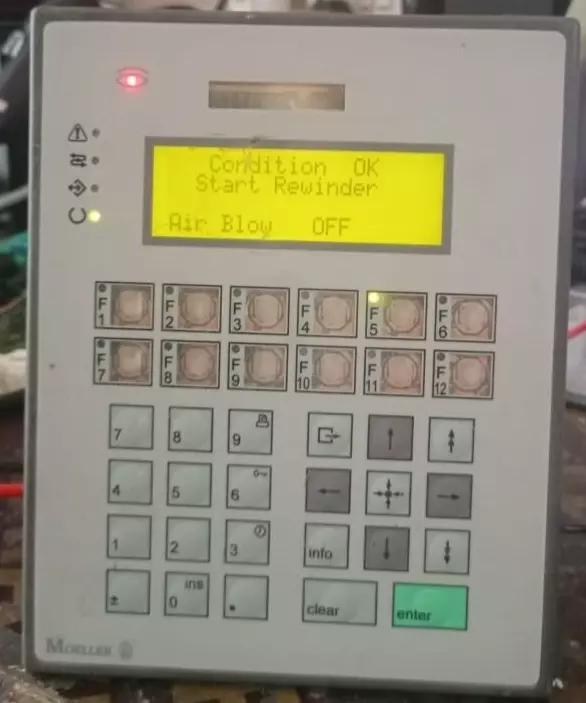 Condition OK
Start Rewinder
Air Blow OFF
F1 F2 F3 F4 F5 F6
F7 F8 F9 F10 F11 F12
7 8 9
4 5 6
1 2 3 info
± 0 ins . clear enter
MOELLER